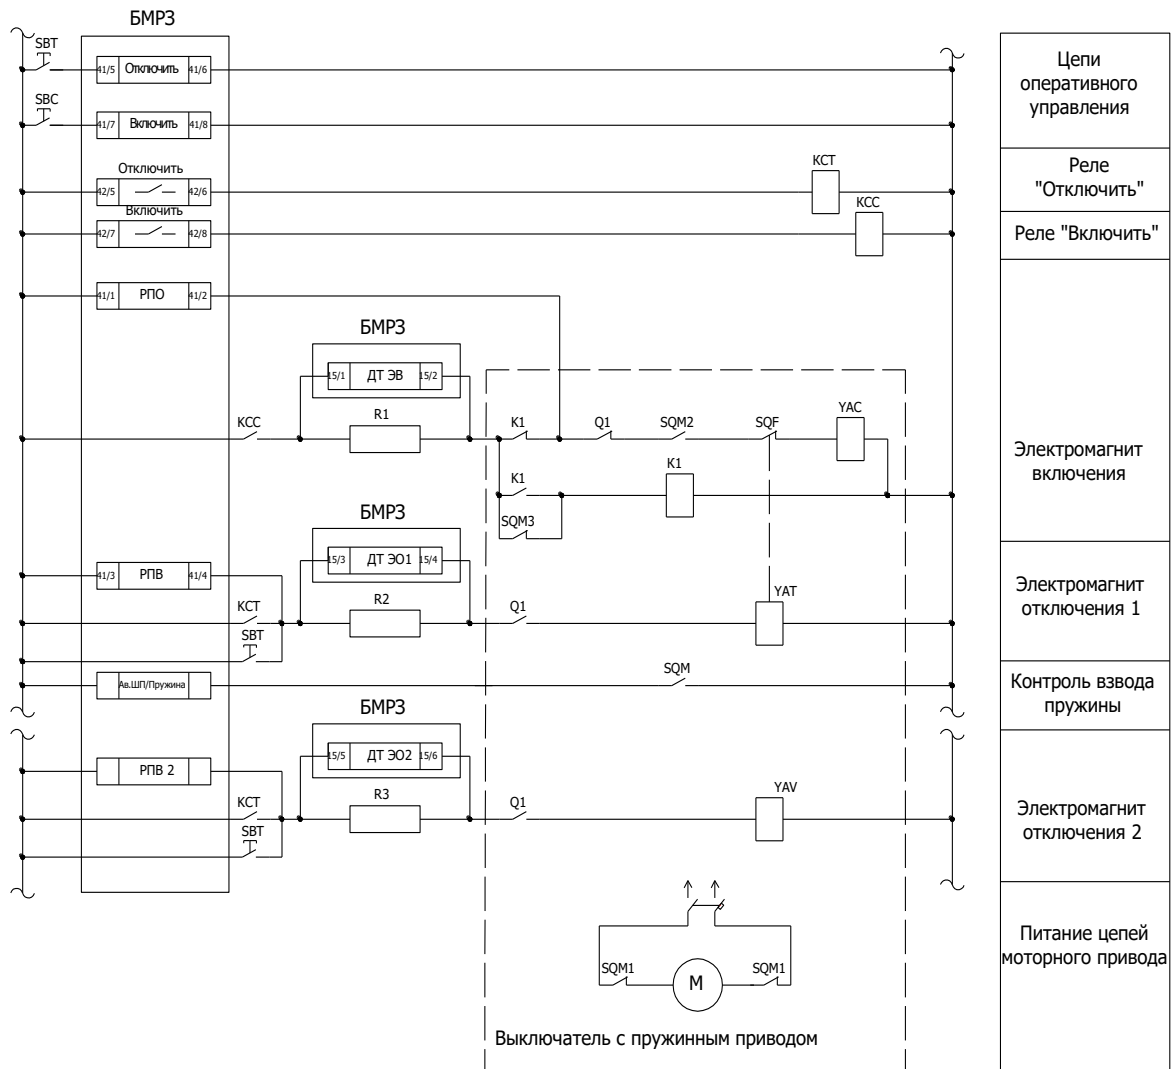 БМРЗ
SBT
41/5 Отключить 41/6
Цепи
оперативного
управления
SBC
41/7 Включить 41/8
Отключить
42/5 42/6
KCT
Реле
"Отключить"
Включить
42/7 42/8
KCC
Реле "Включить"
41/1 РПО 41/2
БМРЗ
15/1 ДТ ЭВ 15/2
KCC
R1
K1
Q1
SQM2
SQF
YAC
Электромагнит
включения
K1
K1
SQM3
БМРЗ
15/3 ДТ ЭО1 15/4
41/3 РПВ 41/4
KCT
R2
Q1
YAT
Электромагнит
отключения 1
SBT
Ав.ШП/Пружина
SQM
Контроль взвода
пружины
БМРЗ
15/5 ДТ ЭО2 15/6
РПВ 2
KCT
R3
Q1
YAV
Электромагнит
отключения 2
SBT
SQM1
M
SQM1
Питание цепей
моторного привода
Выключатель с пружинным приводом